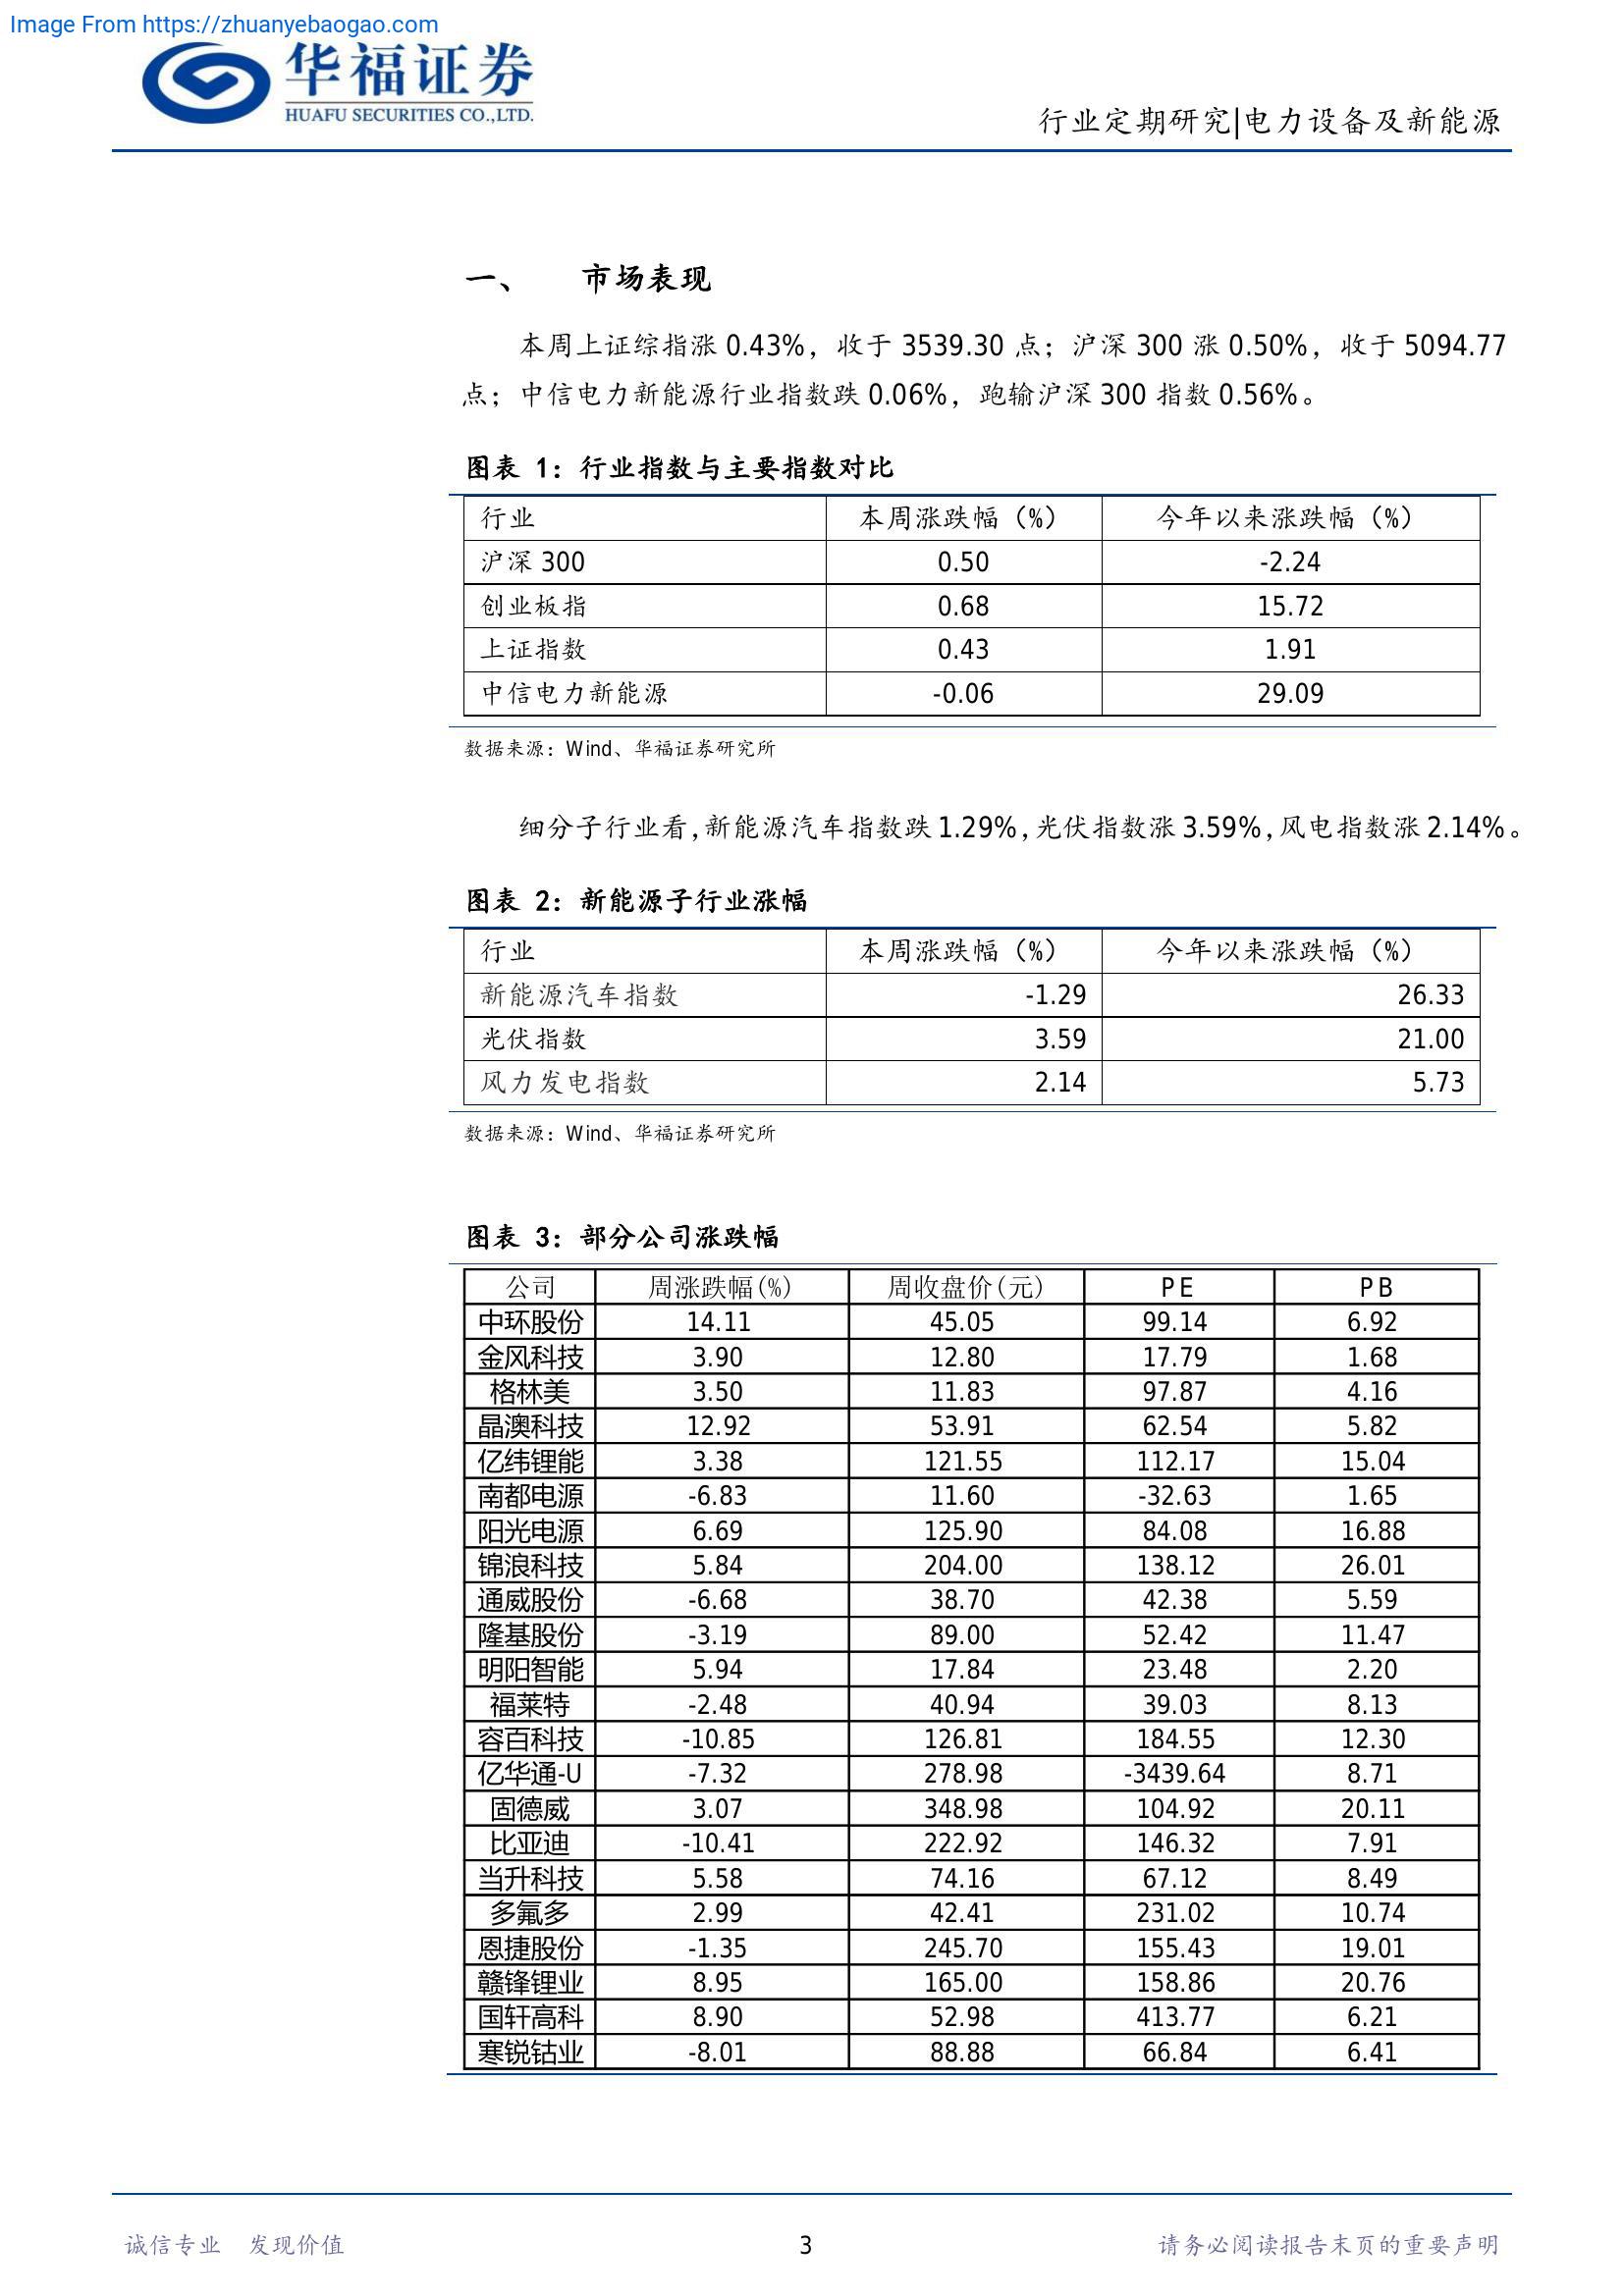 Image From https://zhuanyebaogao.com
华福证券
HUAFU SECURITIES CO.,LTD.
行业定期研究|电力设备及新能源
一、 市场表现
本周上证综指涨 0.43%，收于 3539.30 点；沪深 300 涨 0.50%，收于 5094.77
点；中信电力新能源行业指数跌 0.06%，跑输沪深 300 指数 0.56%。
图表 1：行业指数与主要指数对比
行业 本周涨跌幅（%） 今年以来涨跌幅（%）
沪深 300 0.50 -2.24
创业板指 0.68 15.72
上证指数 0.43 1.91
中信电力新能源 -0.06 29.09
数据来源：Wind、华福证券研究所
细分子行业看，新能源汽车指数跌 1.29%，光伏指数涨 3.59%，风电指数涨 2.14%。
图表 2：新能源子行业涨幅
行业 本周涨跌幅（%） 今年以来涨跌幅（%）
新能源汽车指数 -1.29 26.33
光伏指数 3.59 21.00
风力发电指数 2.14 5.73
数据来源：Wind、华福证券研究所
图表 3：部分公司涨跌幅
公司 周涨跌幅(%) 周收盘价(元) PE PB
中环股份 14.11 45.05 99.14 6.92
金风科技 3.90 12.80 17.79 1.68
格林美 3.50 11.83 97.87 4.16
晶澳科技 12.92 53.91 62.54 5.82
亿纬锂能 3.38 121.55 112.17 15.04
南都电源 -6.83 11.60 -32.63 1.65
阳光电源 6.69 125.90 84.08 16.88
锦浪科技 5.84 204.00 138.12 26.01
通威股份 -6.68 38.70 42.38 5.59
隆基股份 -3.19 89.00 52.42 11.47
明阳智能 5.94 17.84 23.48 2.20
福莱特 -2.48 40.94 39.03 8.13
容百科技 -10.85 126.81 184.55 12.30
亿华通-U -7.32 278.98 -3439.64 8.71
固德威 3.07 348.98 104.92 20.11
比亚迪 -10.41 222.92 146.32 7.91
当升科技 5.58 74.16 67.12 8.49
多氟多 2.99 42.41 231.02 10.74
恩捷股份 -1.35 245.70 155.43 19.01
赣锋锂业 8.95 165.00 158.86 20.76
国轩高科 8.90 52.98 413.77 6.21
寒锐钴业 -8.01 88.88 66.84 6.41
诚信专业 发现价值 3 请务必阅读报告末页的重要声明